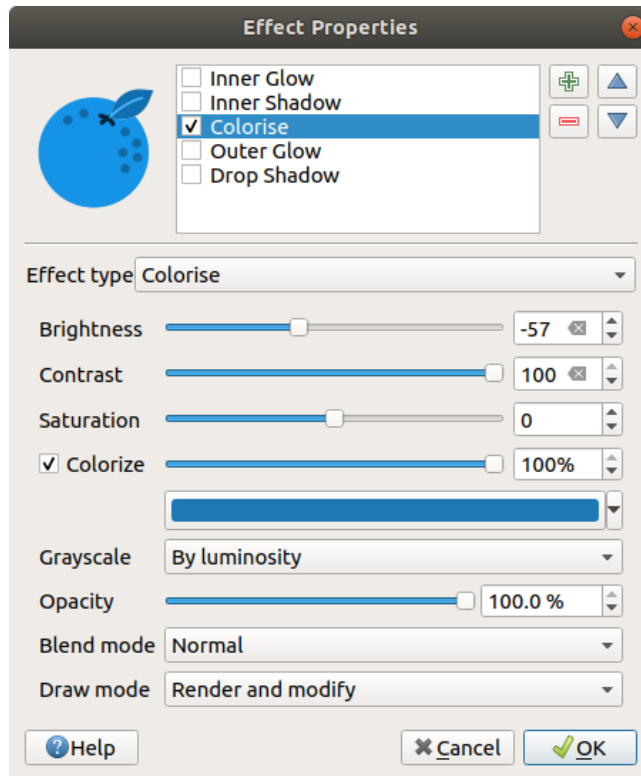 Effect Properties
Inner Glow
Inner Shadow
Colorise
Outer Glow
Drop Shadow
Effect type Colorise
Brightness -57
Contrast 100
Saturation 0
Colorize 100%
Grayscale By luminosity
Opacity 100.0 %
Blend mode Normal
Draw mode Render and modify
Help Cancel OK